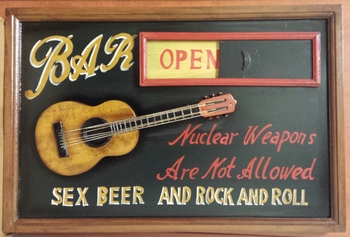 BAR
OPEN
Nuclear Weapons
Are Not Allowed
SEX BEER AND ROCK AND ROLL